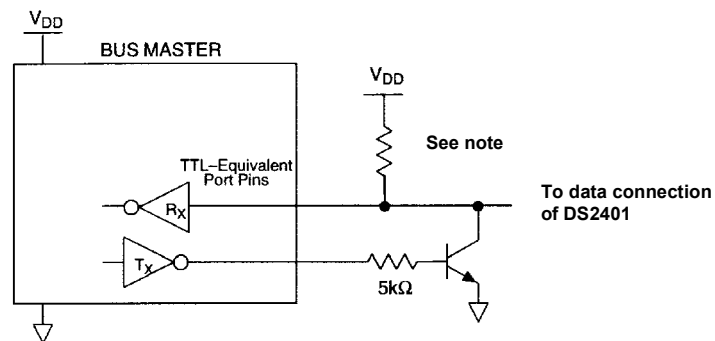 VDD
BUS MASTER
VDD
See note
TTL–Equivalent
Port Pins
RX
To data connection
of DS2401
TX
5kΩ